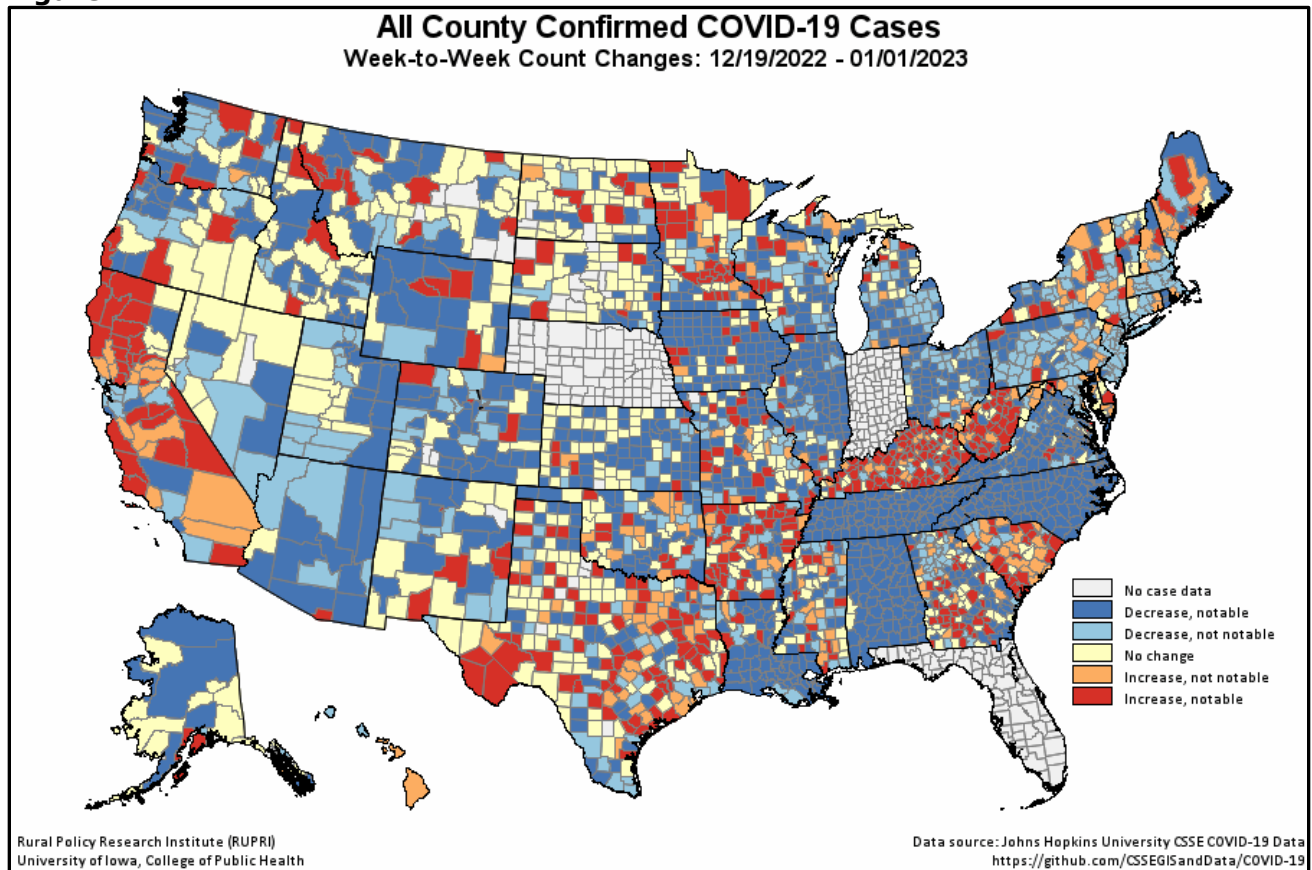 All County Confirmed COVID-19 Cases
Week-to-Week Count Changes: 12/19/2022 - 01/01/2023
No case data
Decrease, notable
Decrease, not notable
No change
Increase, not notable
Increase, notable
Rural Policy Research Institute (RUPRI)
University of Iowa, College of Public Health
Data source: Johns Hopkins University CSSE COVID-19 Data
https://github.com/CSSEGISandData/COVID-19